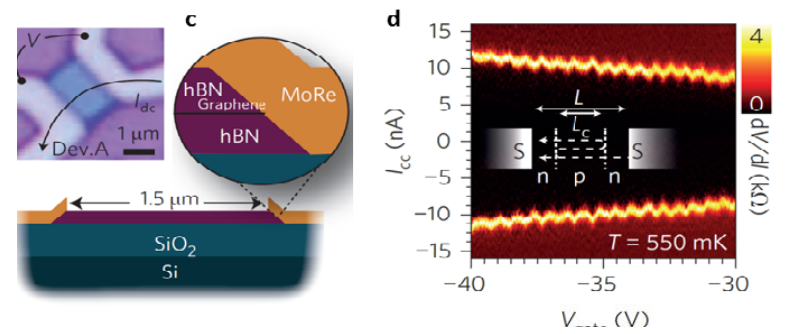 V
I_dc
Dev.A
1 μm
c
hBN
Graphene
MoRe
hBN
1.5 μm
SiO₂
Si
d
I_cc (nA)
15
10
5
0
−5
−10
−15
L
L_c
S
S
n
p
n
T = 550 mK
−40
−35
−30
4
0
dV/dI (kΩ)